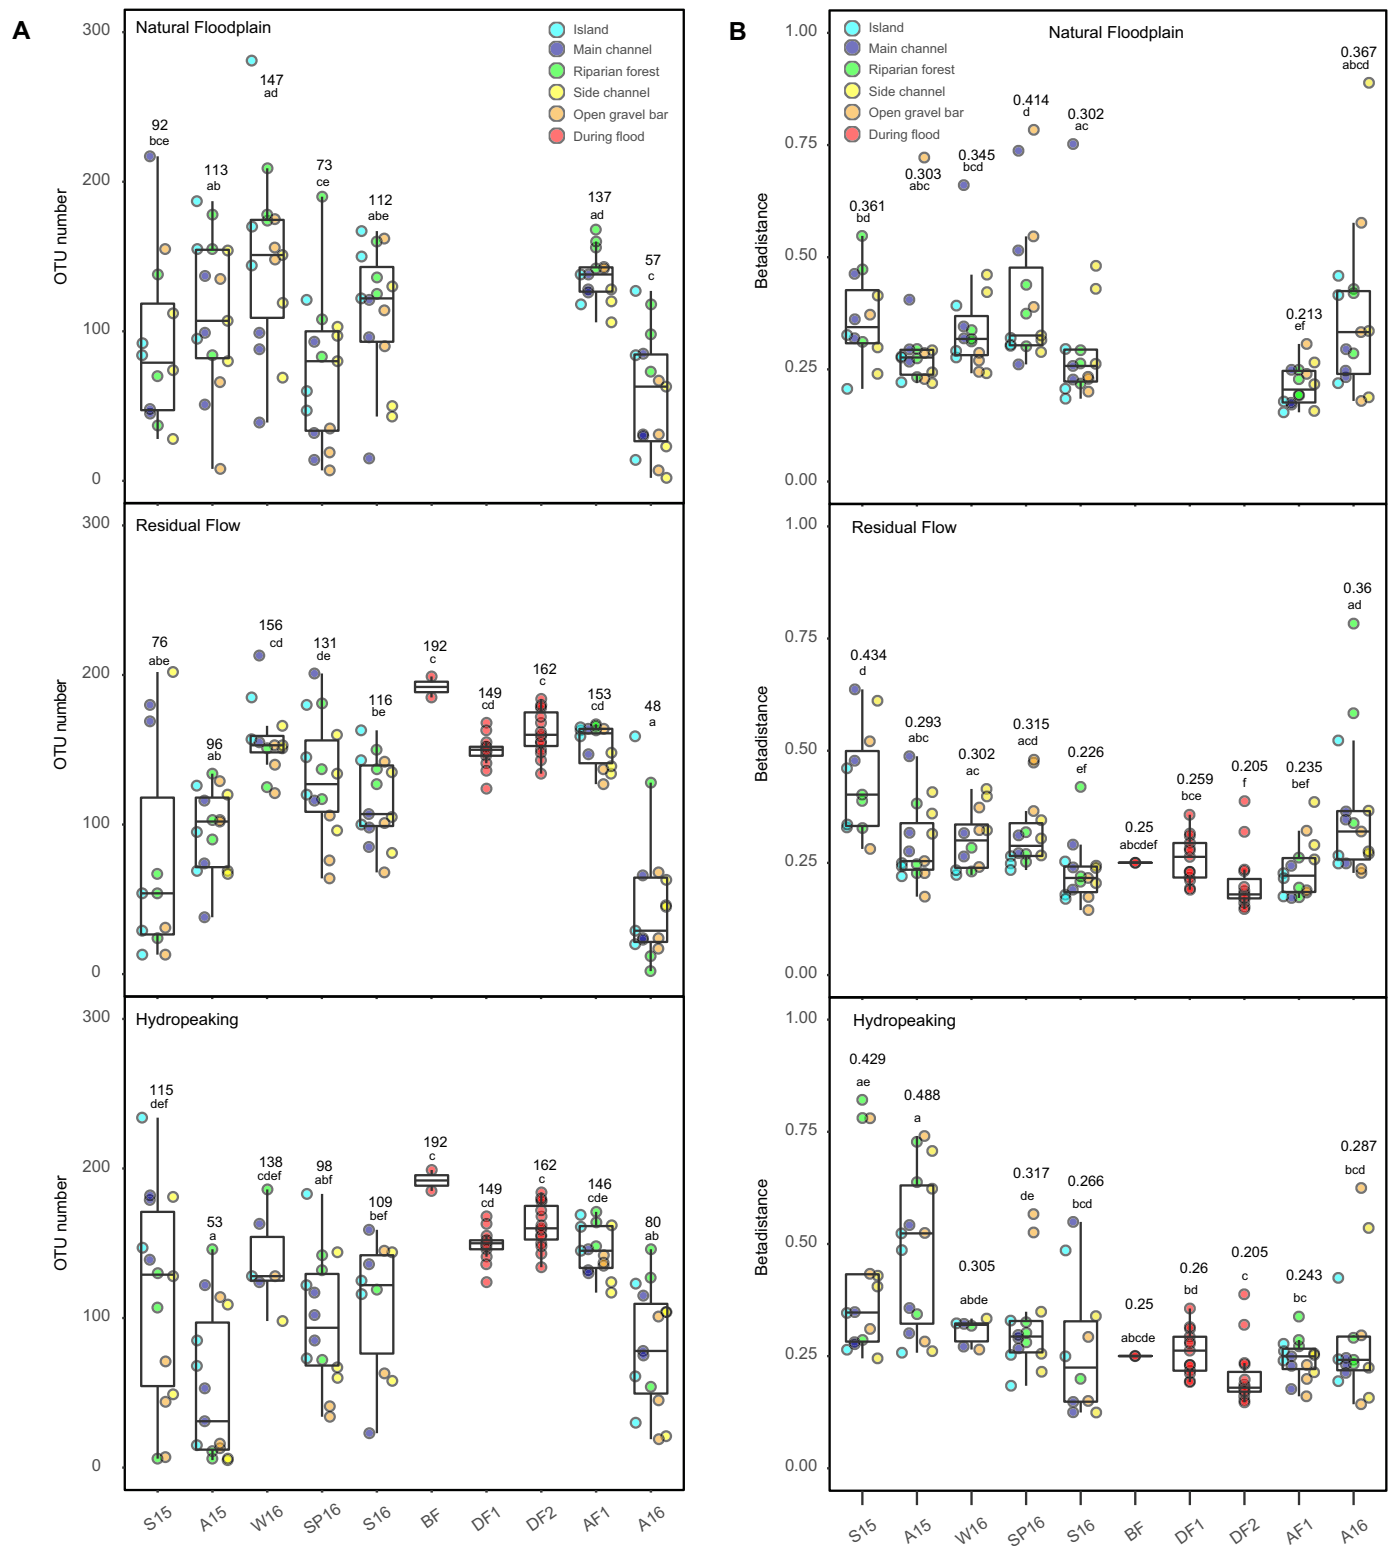 A
OTU number
300
200
100
0
Natural Floodplain
Island
Main channel
Riparian forest
Side channel
Open gravel bar
During flood
92
bce
113
ab
147
ad
73
ce
112
abe
137
ad
57
c
OTU number
300
200
100
0
Residual Flow
76
abe
96
ab
156
cd
131
de
116
be
192
c
149
cd
162
c
153
cd
48
a
OTU number
300
200
100
0
Hydropeaking
115
def
53
a
138
cdef
98
abf
109
bef
192
c
149
cd
162
c
146
cde
80
ab
S15 A15 W16 SP16 S16 BF DF1 DF2 AF1 A16
B
Betadistance
1.00
0.75
0.50
0.25
0.00
Island
Main channel
Riparian forest
Side channel
Open gravel bar
During flood
Natural Floodplain
0.361
bd
0.303
abc
0.345
bcd
0.414
d
0.302
ac
0.213
ef
0.367
abcd
Betadistance
1.00
0.75
0.50
0.25
0.00
Residual Flow
0.434
d
0.293
abc
0.302
ac
0.315
acd
0.226
ef
0.25
abcdef
0.259
bce
0.205
f
0.235
bef
0.36
ad
Betadistance
1.00
0.75
0.50
0.25
0.00
Hydropeaking
0.429
ae
0.488
a
0.305
abde
0.317
de
0.266
bcd
0.25
abcde
0.26
bd
0.205
c
0.243
bc
0.287
bcd
S15 A15 W16 SP16 S16 BF DF1 DF2 AF1 A16